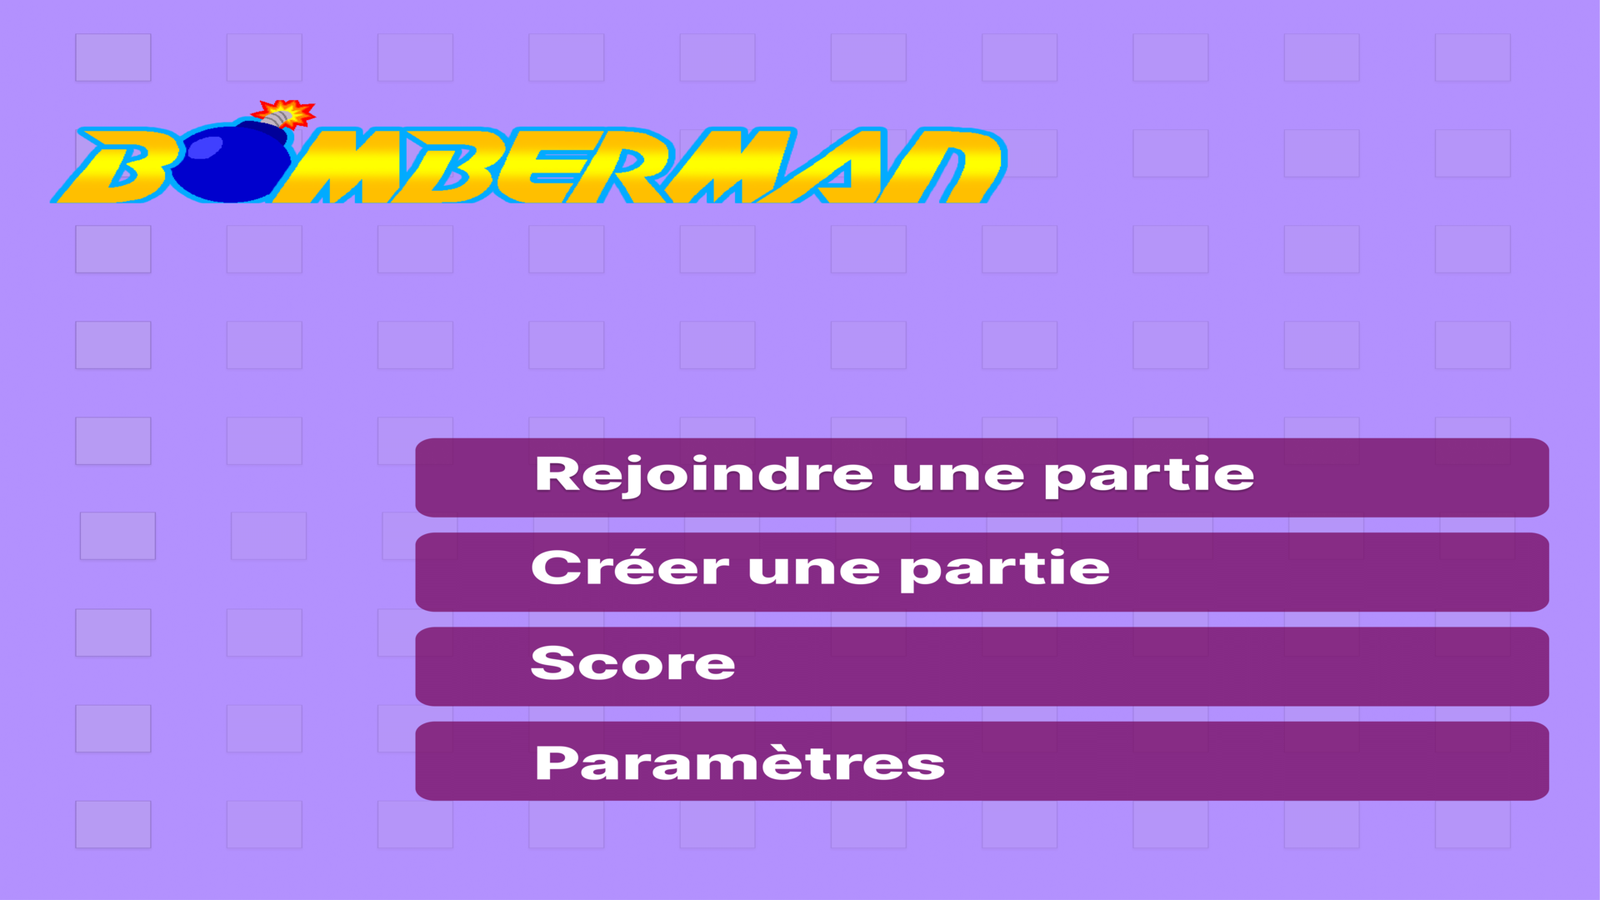 BOMBERMAN
Rejoindre une partie
Créer une partie
Score
Paramètres